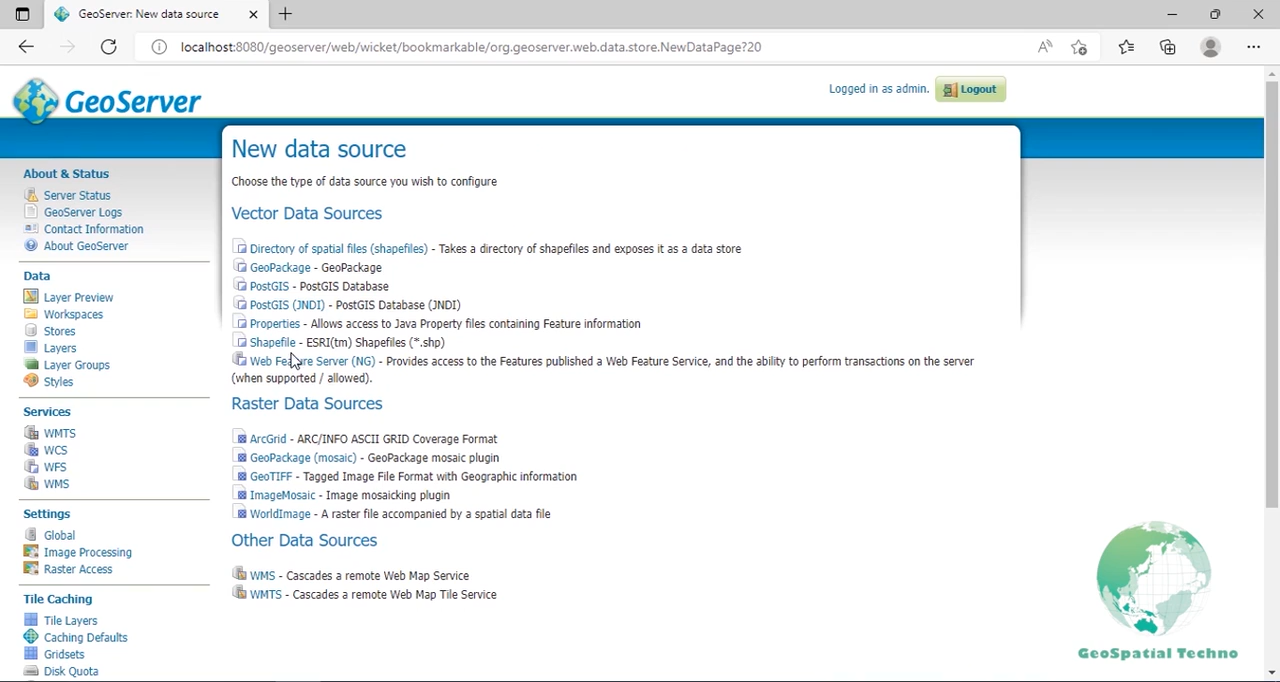 GeoServer: New data source
localhost:8080/geoserver/web/wicket/bookmarkable/org.geoserver.web.data.store.NewDataPage?20
GeoServer
Logged in as admin.
Logout
About & Status
Server Status
GeoServer Logs
Contact Information
About GeoServer
Data
Layer Preview
Workspaces
Stores
Layers
Layer Groups
Styles
Services
WMTS
WCS
WFS
WMS
Settings
Global
Image Processing
Raster Access
Tile Caching
Tile Layers
Caching Defaults
Gridsets
Disk Quota
New data source
Choose the type of data source you wish to configure
Vector Data Sources
Directory of spatial files (shapefiles) - Takes a directory of shapefiles and exposes it as a data store
GeoPackage - GeoPackage
PostGIS - PostGIS Database
PostGIS (JNDI) - PostGIS Database (JNDI)
Properties - Allows access to Java Property files containing Feature information
Shapefile - ESRI(tm) Shapefiles (*.shp)
Web Feature Server (NG) - Provides access to the Features published a Web Feature Service, and the ability to perform transactions on the server
(when supported / allowed).
Raster Data Sources
ArcGrid - ARC/INFO ASCII GRID Coverage Format
GeoPackage (mosaic) - GeoPackage mosaic plugin
GeoTIFF - Tagged Image File Format with Geographic information
ImageMosaic - Image mosaicking plugin
WorldImage - A raster file accompanied by a spatial data file
Other Data Sources
WMS - Cascades a remote Web Map Service
WMTS - Cascades a remote Web Map Tile Service
GeoSpatial Techno